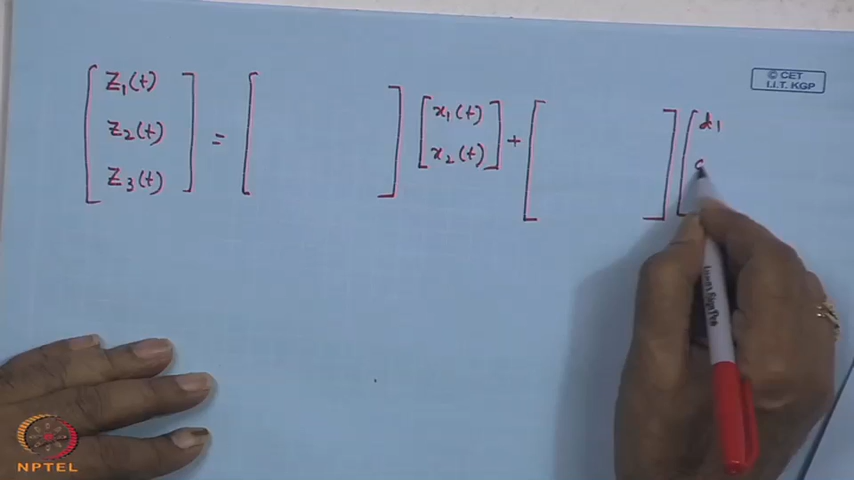 © CET
I.I.T. KGP
[ z₁(t) z₂(t) z₃(t) ] = [ ] [ x₁(t) x₂(t) ] + [ ] [ d₁
NPTEL